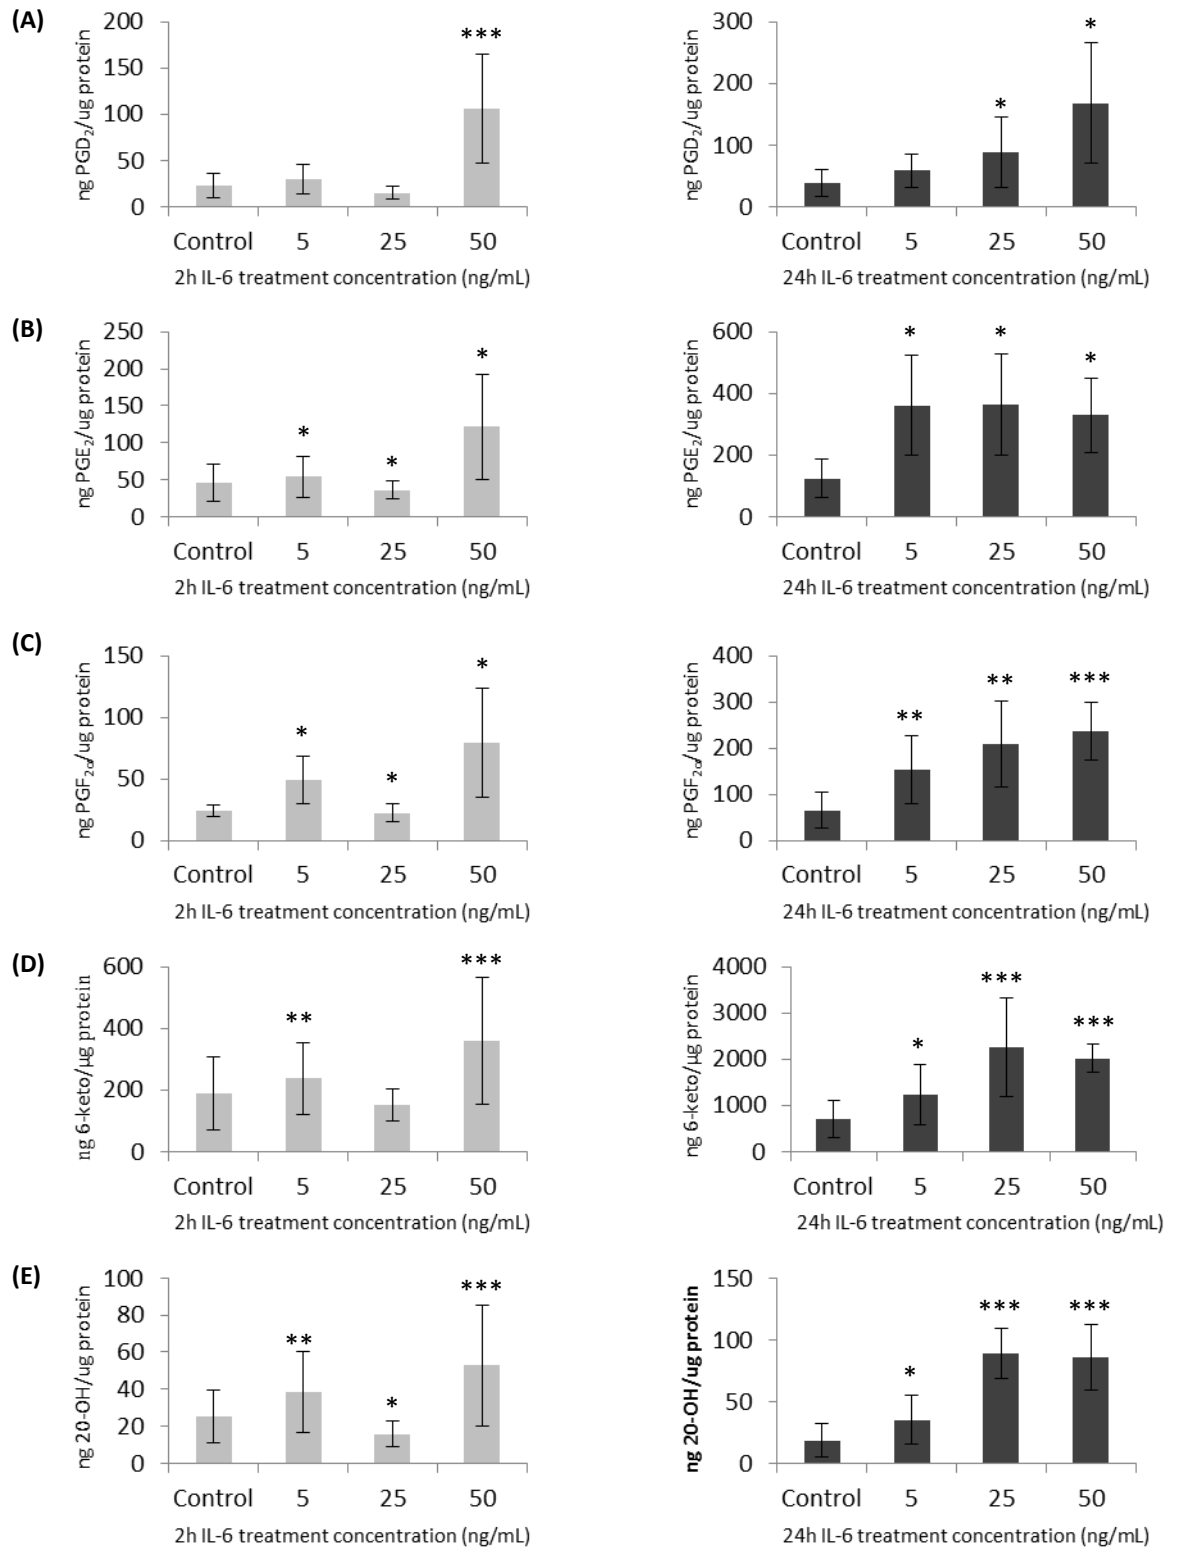 (A)
ng PGD2/ug protein
200
150
100
50
0
***
Control 5 25 50
2h IL-6 treatment concentration (ng/mL)
ng PGD2/ug protein
300
200
100
0
*
*
Control 5 25 50
24h IL-6 treatment concentration (ng/mL)
(B)
ng PGE2/ug protein
250
200
150
100
50
0
*
*
*
Control 5 25 50
2h IL-6 treatment concentration (ng/mL)
ng PGE2/ug protein
600
400
200
0
* * *
Control 5 25 50
24h IL-6 treatment concentration (ng/mL)
(C)
ng PGF2α/ug protein
150
100
50
0
*
*
*
Control 5 25 50
2h IL-6 treatment concentration (ng/mL)
ng PGF2α/ug protein
400
300
200
100
0
** ** ***
Control 5 25 50
24h IL-6 treatment concentration (ng/mL)
(D)
ng 6-keto/µg protein
600
400
200
0
** ***
Control 5 25 50
2h IL-6 treatment concentration (ng/mL)
ng 6-keto/µg protein
4000
3000
2000
1000
0
* *** ***
Control 5 25 50
24h IL-6 treatment concentration (ng/mL)
(E)
ng 20-OH/ug protein
100
80
60
40
20
0
** * ***
Control 5 25 50
2h IL-6 treatment concentration (ng/mL)
ng 20-OH/ug protein
150
100
50
0
* *** ***
Control 5 25 50
24h IL-6 treatment concentration (ng/mL)